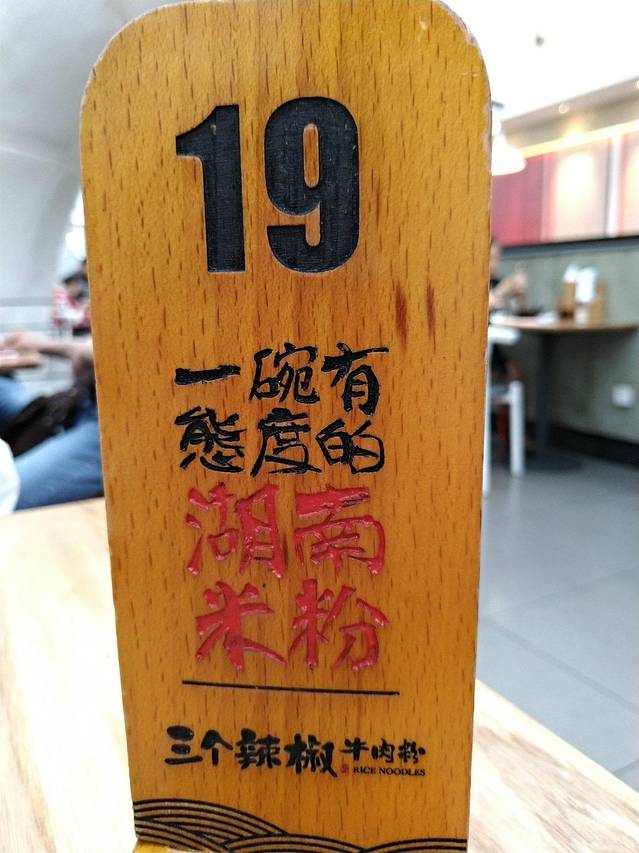 19
一碗有
態度的
湖南
米粉
三个辣椒 牛肉粉
RICE NOODLES